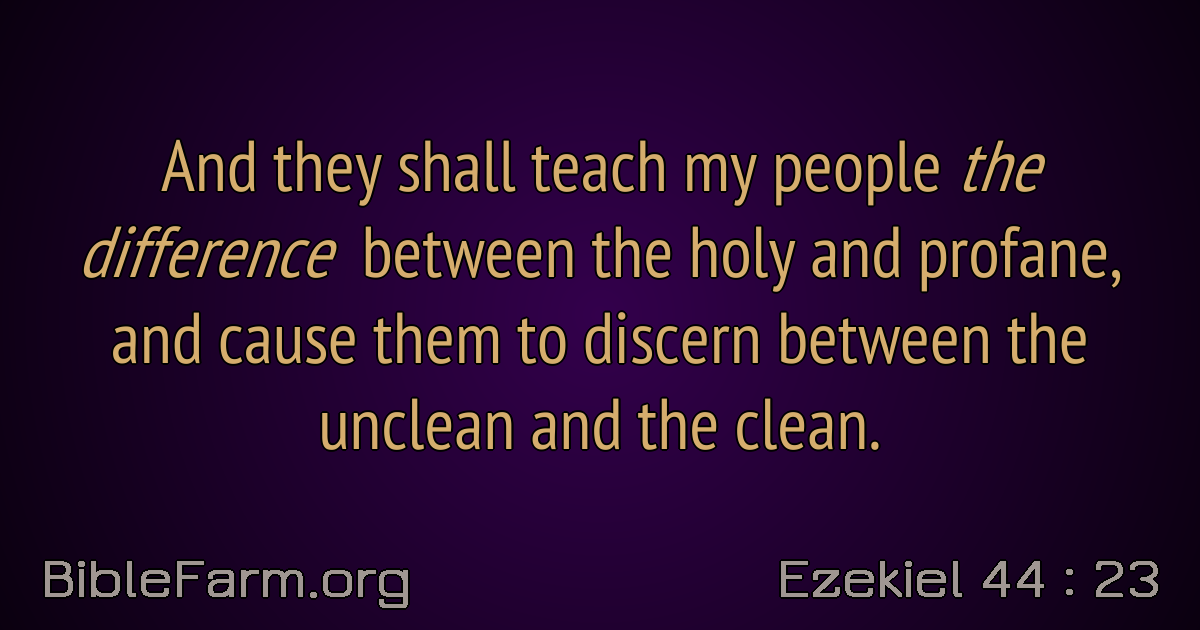 And they shall teach my people the
difference between the holy and profane,
and cause them to discern between the
unclean and the clean.
BibleFarm.org
Ezekiel 44 : 23